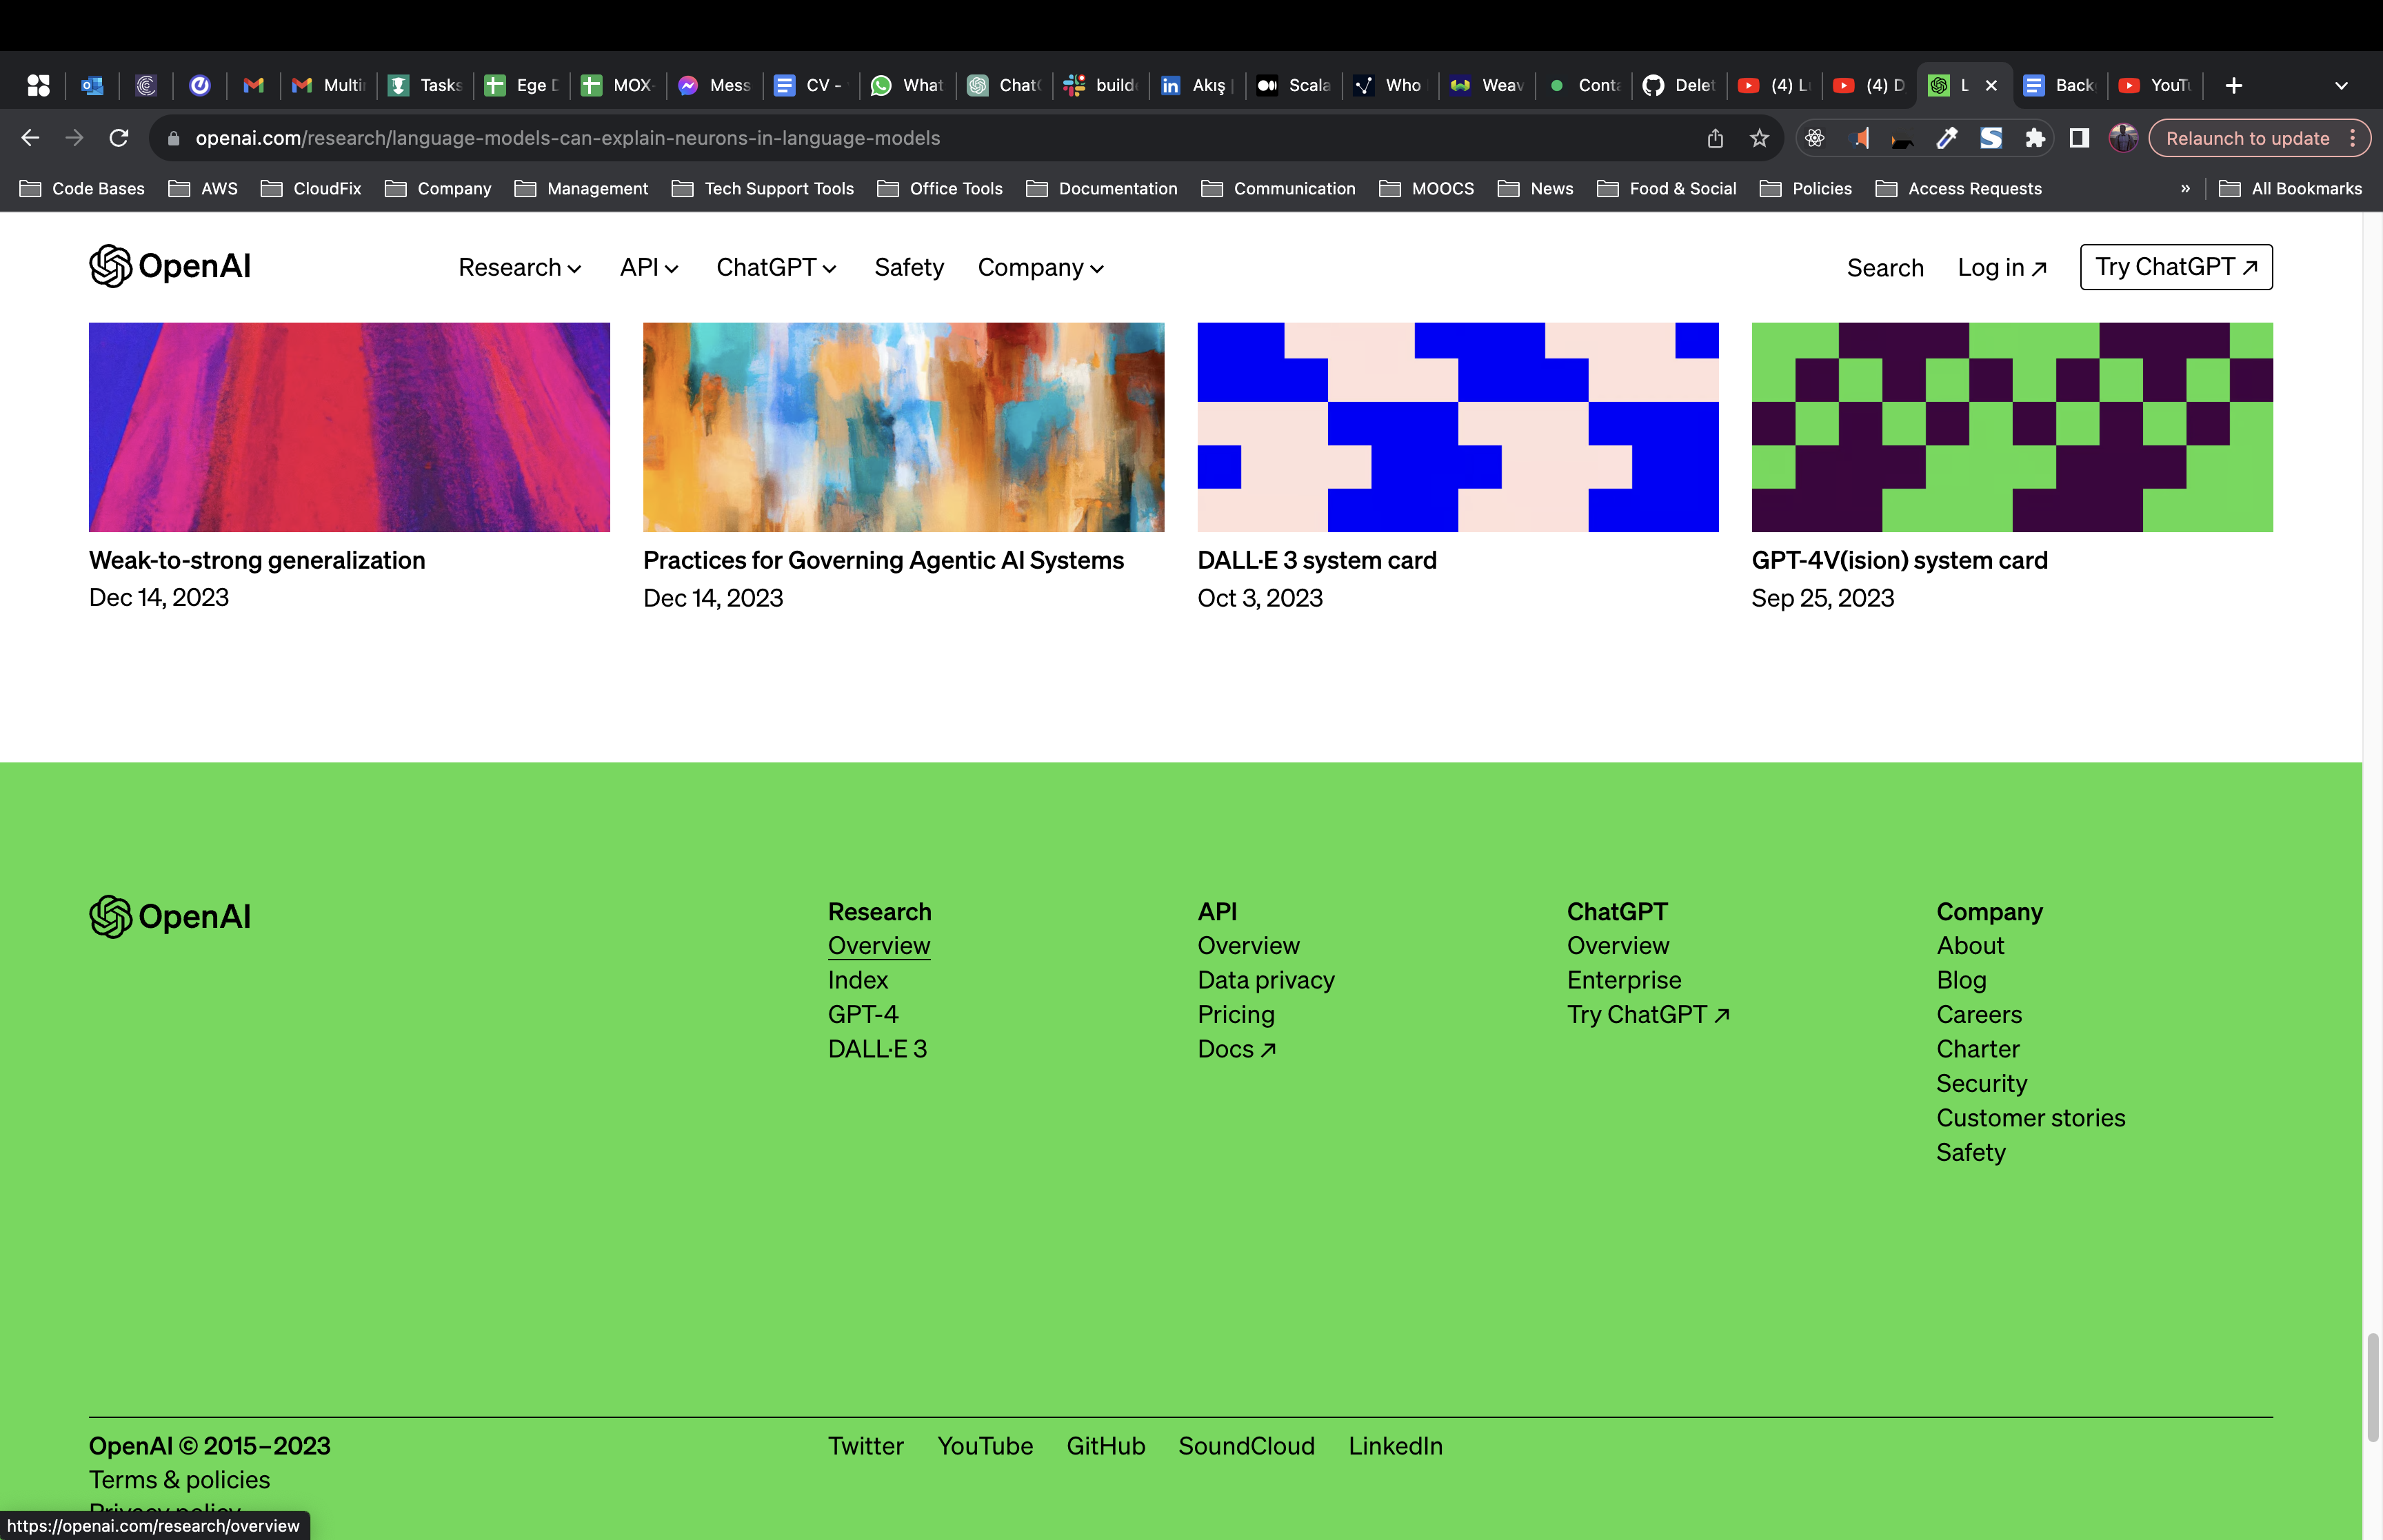 Multi
Tasks
Ege D
MOX-
Mess
CV -
What
Chat
build
Akış
Scala
Who
Weav
Conta
Delet
(4) L
(4) D
L
Back
YouTu
openai.com/research/language-models-can-explain-neurons-in-language-models
Relaunch to update
Code Bases
AWS
CloudFix
Company
Management
Tech Support Tools
Office Tools
Documentation
Communication
MOOCS
News
Food & Social
Policies
Access Requests
»
All Bookmarks
OpenAI
Research
API
ChatGPT
Safety
Company
Search
Log in ↗
Try ChatGPT ↗
Weak-to-strong generalization
Dec 14, 2023
Practices for Governing Agentic AI Systems
Dec 14, 2023
DALL·E 3 system card
Oct 3, 2023
GPT-4V(ision) system card
Sep 25, 2023
OpenAI
Research
Overview
Index
GPT-4
DALL·E 3
API
Overview
Data privacy
Pricing
Docs ↗
ChatGPT
Overview
Enterprise
Try ChatGPT ↗
Company
About
Blog
Careers
Charter
Security
Customer stories
Safety
OpenAI © 2015–2023
Terms & policies
Privacy policy
Twitter
YouTube
GitHub
SoundCloud
LinkedIn
https://openai.com/research/overview